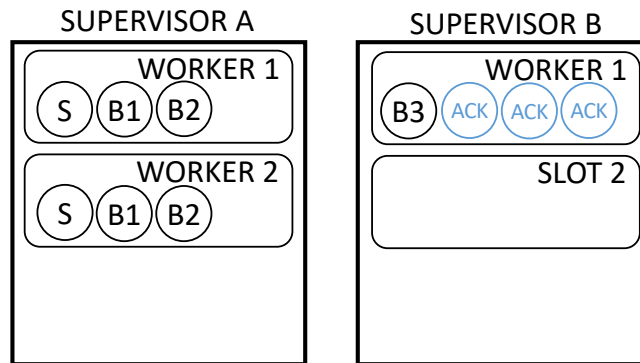 SUPERVISOR A
WORKER 1
S B1 B2
WORKER 2
S B1 B2
SUPERVISOR B
WORKER 1
B3 ACK ACK ACK
SLOT 2